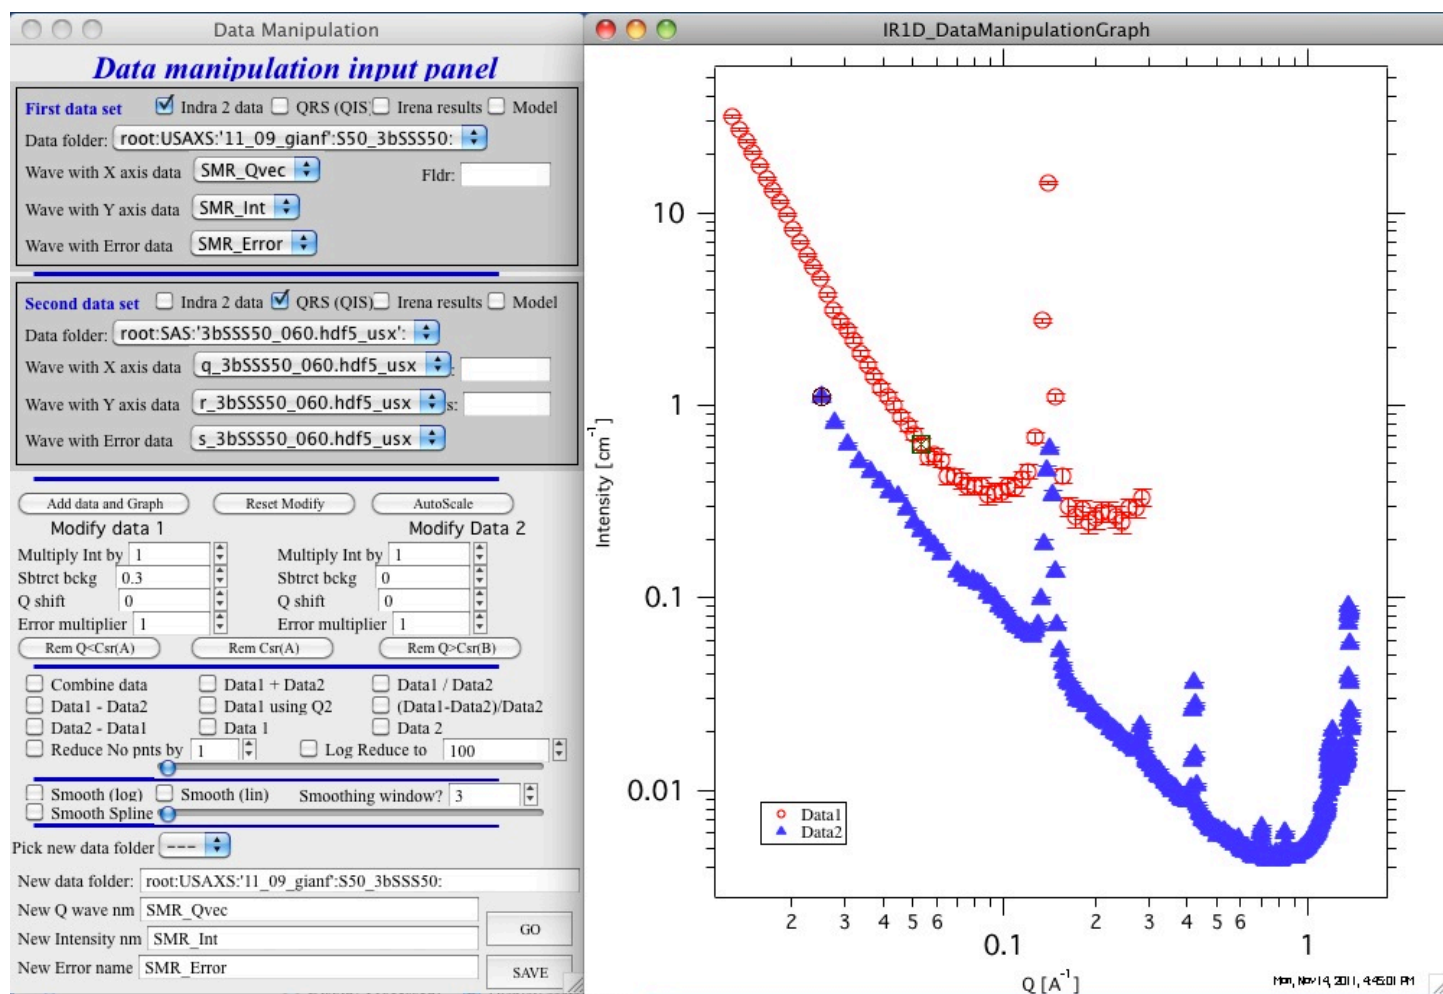 Data Manipulation
Data manipulation input panel
First data set Indra 2 data QRS (QIS) Irena results Model
Data folder: root:USAXS:'11_09_gianf':S50_3bSSS50:
Wave with X axis data SMR_Qvec Fldr:
Wave with Y axis data SMR_Int
Wave with Error data SMR_Error
Second data set Indra 2 data QRS (QIS) Irena results Model
Data folder: root:SAS:'3bSSS50_060.hdf5_usx':
Wave with X axis data q_3bSSS50_060.hdf5_usx :
Wave with Y axis data r_3bSSS50_060.hdf5_usx s:
Wave with Error data s_3bSSS50_060.hdf5_usx
Add data and Graph Reset Modify AutoScale
Modify data 1 Modify Data 2
Multiply Int by 1 Multiply Int by 1
Sbtrct bckg 0.3 Sbtrct bckg 0
Q shift 0 Q shift 0
Error multiplier 1 Error multiplier 1
Rem Q<Csr(A) Rem Csr(A) Rem Q>Csr(B)
Combine data Data1 + Data2 Data1 / Data2
Data1 - Data2 Data1 using Q2 (Data1-Data2)/Data2
Data2 - Data1 Data 1 Data 2
Reduce No pnts by 1 Log Reduce to 100
Smooth (log) Smooth (lin) Smoothing window? 3
Smooth Spline
Pick new data folder ---
New data folder: root:USAXS:'11_09_gianf':S50_3bSSS50:
New Q wave nm SMR_Qvec
New Intensity nm SMR_Int
New Error name SMR_Error
GO
SAVE
IR1D_DataManipulationGraph
10
1
0.1
0.01
Intensity [cm⁻¹]
Data1
Data2
2 3 4 5 6 2 3 4 5 6
0.1 1
Q [A⁻¹]
Mon, Nov 14, 2011, 4:45:01 PM